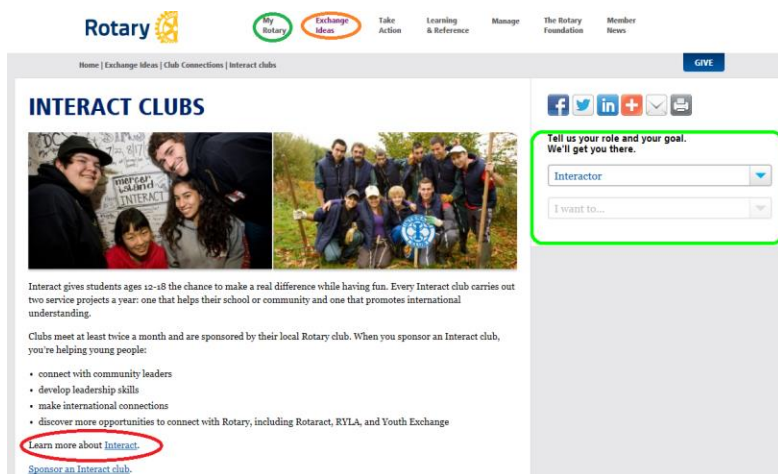 Rotary
My Rotary
Exchange Ideas
Take Action
Learning & Reference
Manage
The Rotary Foundation
Member News
Home | Exchange Ideas | Club Connections | Interact clubs
GIVE
INTERACT CLUBS
mercer
island
INTERACT
Tell us your role and your goal.
We'll get you there.
Interactor
I want to...
Interact gives students ages 12-18 the chance to make a real difference while having fun. Every Interact club carries out
two service projects a year: one that helps their school or community and one that promotes international
understanding.
Clubs meet at least twice a month and are sponsored by their local Rotary club. When you sponsor an Interact club,
you're helping young people:
• connect with community leaders
• develop leadership skills
• make international connections
• discover more opportunities to connect with Rotary, including Rotaract, RYLA, and Youth Exchange
Learn more about Interact.
Sponsor an Interact club.